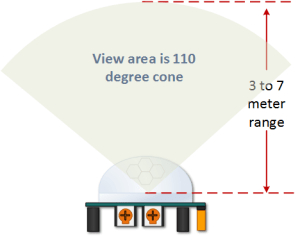 View area is 110
degree cone
3 to 7
meter
range